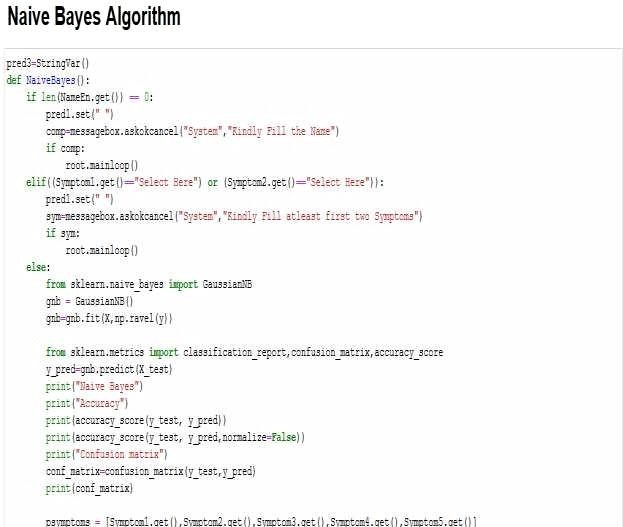 Naive Bayes Algorithm
pred3=StringVar()
def NaiveBayes():
    if len(NameEn.get()) == 0:
        pred1.set(" ")
        comp=messagebox.askokcancel("System","Kindly Fill the Name")
        if comp:
            root.mainloop()
    elif((Symptom1.get()=="Select Here") or (Symptom2.get()=="Select Here")):
        pred1.set(" ")
        sym=messagebox.askokcancel("System","Kindly Fill atleast first two Symptoms")
        if sym:
            root.mainloop()
    else:
        from sklearn.naive_bayes import GaussianNB
        gnb = GaussianNB()
        gnb=gnb.fit(X,np.ravel(y))
        from sklearn.metrics import classification_report,confusion_matrix,accuracy_score
        y_pred=gnb.predict(X_test)
        print("Naive Bayes")
        print("Accuracy")
        print(accuracy_score(y_test, y_pred))
        print(accuracy_score(y_test, y_pred,normalize=False))
        print("Confusion matrix")
        conf_matrix=confusion_matrix(y_test,y_pred)
        print(conf_matrix)
        psymptoms = [Symptom1.get(),Symptom2.get(),Symptom3.get(),Symptom4.get(),Symptom5.get()]